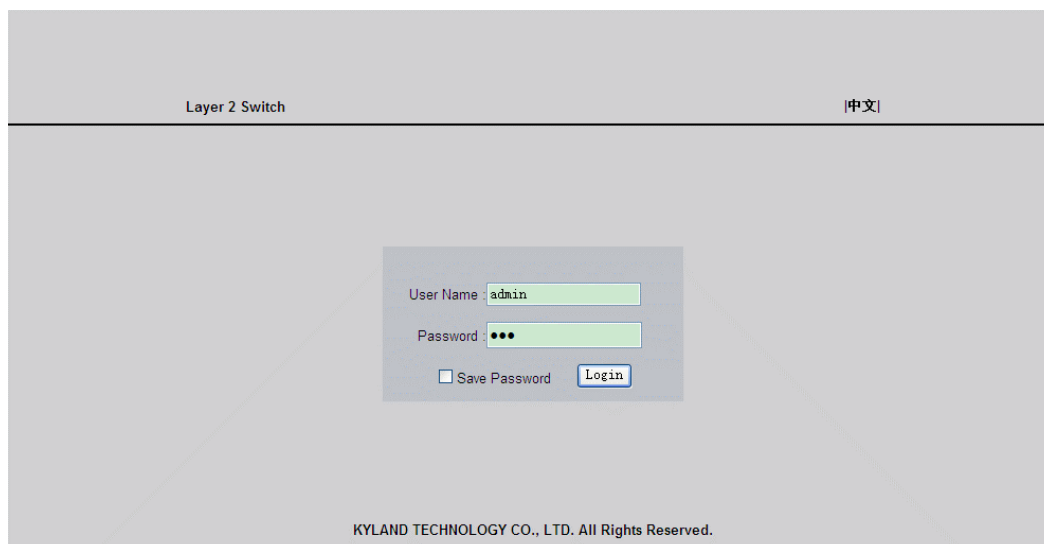 Layer 2 Switch |中文|
User Name : admin
Password : •••
Save Password Login
KYLAND TECHNOLOGY CO., LTD. All Rights Reserved.